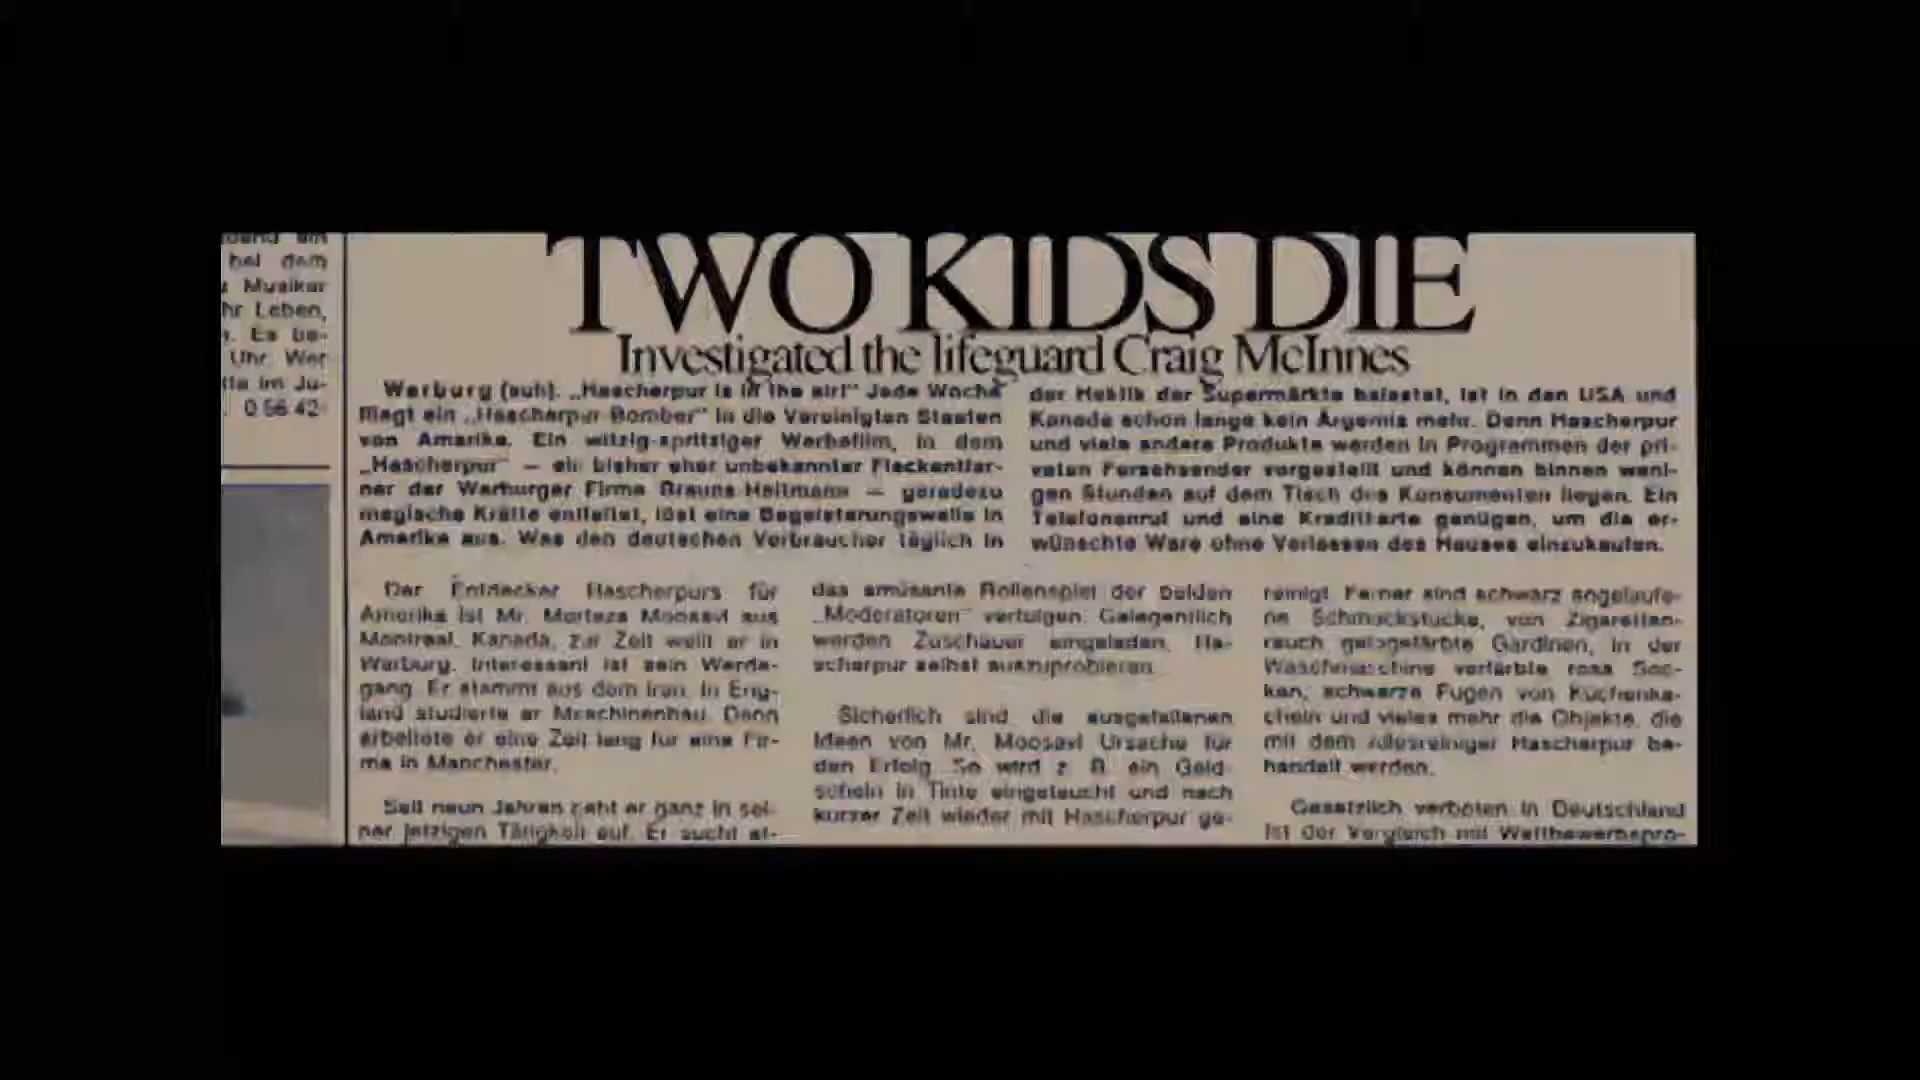 TWO KIDS DIE
Investigated the lifeguard Craig McInnes
hei dem
Musiker
hr Leben,
Es be-
Uhr. Wer
im Ju-
0 56 42
Warburg (suh). „Hascherpur is in the air!“ Jede Woche
fliegt ein „Hascherpur-Bomber“ in die Vereinigten Staaten
von Amerika. Ein witzig-spritziger Werbefilm, in dem
„Hascherpur“ — ein bisher eher unbekannter Fleckentfer-
ner der Warburger Firma Brauns-Heitmann — geradezu
magische Kräfte entfaltet, löst eine Begeisterungswelle in
Amerika aus. Was den deutschen Verbraucher täglich in
der Hektik der Supermärkte belastet, ist in den USA und
Kanada schon lange kein Ärgernis mehr. Denn Hascherpur
und viele andere Produkte werden in Programmen der pri-
vaten Fernsehsender vorgestellt und können binnen weni-
gen Stunden auf dem Tisch des Konsumenten liegen. Ein
Telefonanruf und eine Kreditkarte genügen, um die er-
wünschte Ware ohne Verlassen des Hauses einzukaufen.
Der Entdecker Hascherpurs für
Amerika ist Mr. Morteza Moosavi aus
Montreal, Kanada, zur Zeit weilt er in
Warburg. Interessant ist sein Werde-
gang. Er stammt aus dem Iran. In Eng-
land studierte er Maschinenbau. Dann
arbeitete er eine Zeit lang für eine Fir-
ma in Manchester.
Seit neun Jahren geht er ganz in sei-
ner jetzigen Tätigkeit auf. Er sucht
das amüsante Rollenspiel der beiden
„Moderatoren“ verfolgen. Gelegentlich
werden Zuschauer eingeladen, Ha-
scherpur selbst auszuprobieren.
Sicherlich sind die ausgefallenen
Ideen von Mr. Moosavi Ursache für
den Erfolg. So wird z. B. ein Geld-
schein in Tinte eingetaucht und nach
kurzer Zeit wieder mit Hascherpur ge-
reinigt. Ferner sind schwarz angelaufe-
ne Schmuckstücke, von Zigaretten-
rauch gelbgefärbte Gardinen, in der
Waschmaschine verfärbte rosa Soc-
ken, schwarze Fugen von Küchenka-
cheln und vieles mehr die Objekte, die
mit dem Allesreiniger Hascherpur be-
handelt werden.
Gesetzlich verboten in Deutschland
ist der Vergleich mit Wettbewerbspro-